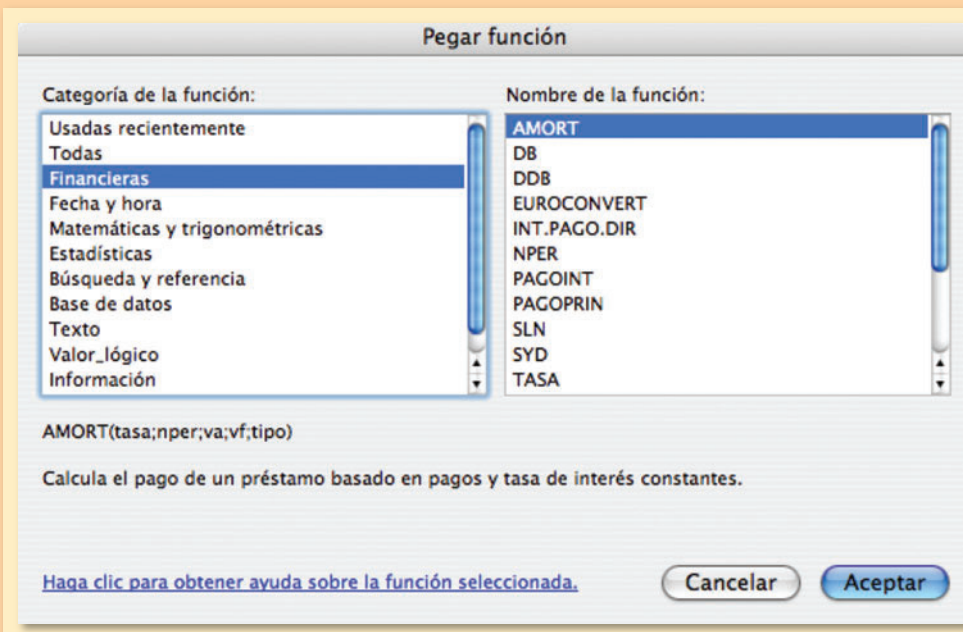 Pegar función
Categoría de la función:
Usadas recientemente
Todas
Financieras
Fecha y hora
Matemáticas y trigonométricas
Estadísticas
Búsqueda y referencia
Base de datos
Texto
Valor_lógico
Información
Nombre de la función:
AMORT
DB
DDB
EUROCONVERT
INT.PAGO.DIR
NPER
PAGOINT
PAGOPRIN
SLN
SYD
TASA
AMORT(tasa;nper;va;vf;tipo)
Calcula el pago de un préstamo basado en pagos y tasa de interés constantes.
Haga clic para obtener ayuda sobre la función seleccionada.
Cancelar
Aceptar